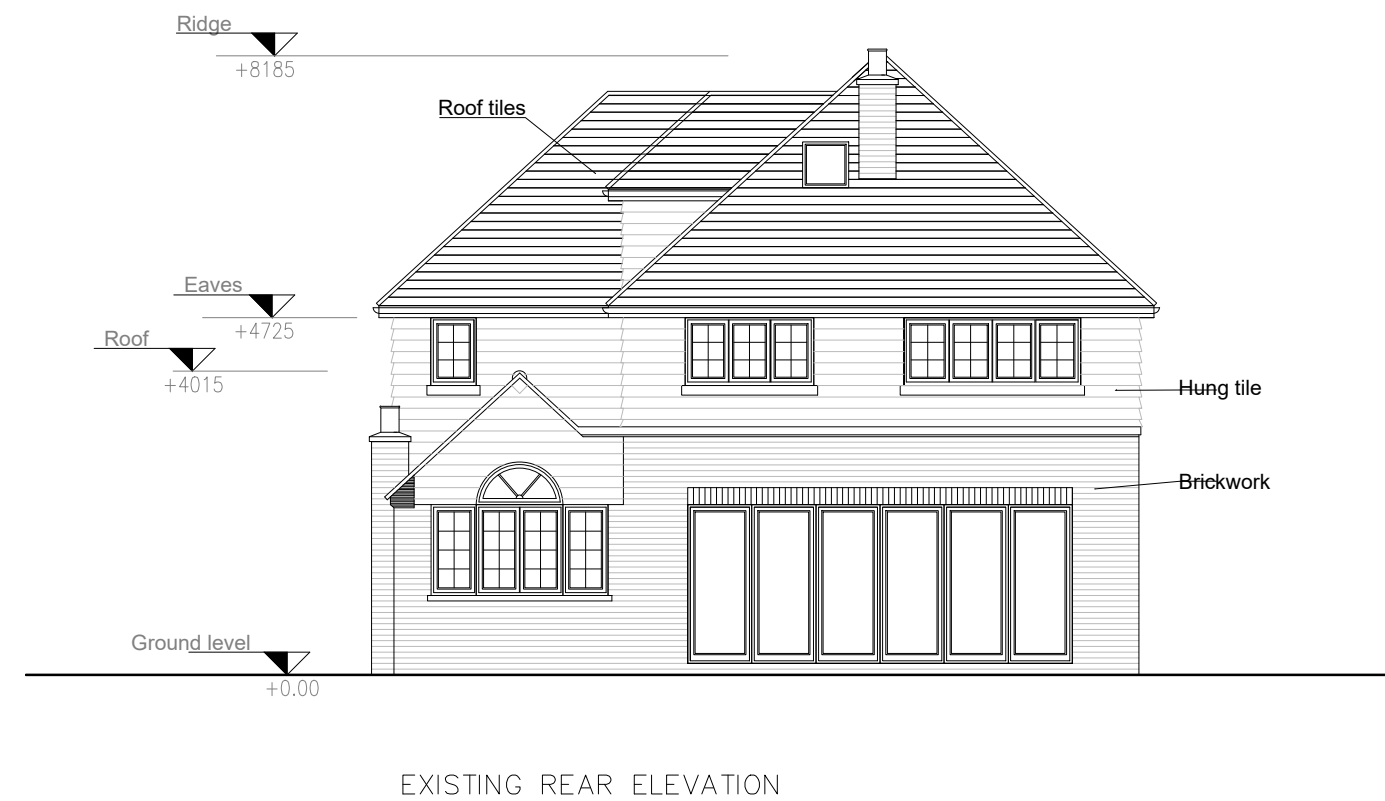 Ridge
+8185
Roof tiles
Eaves
+4725
Roof
+4015
Hung tile
Brickwork
Ground level
+0.00
EXISTING REAR ELEVATION